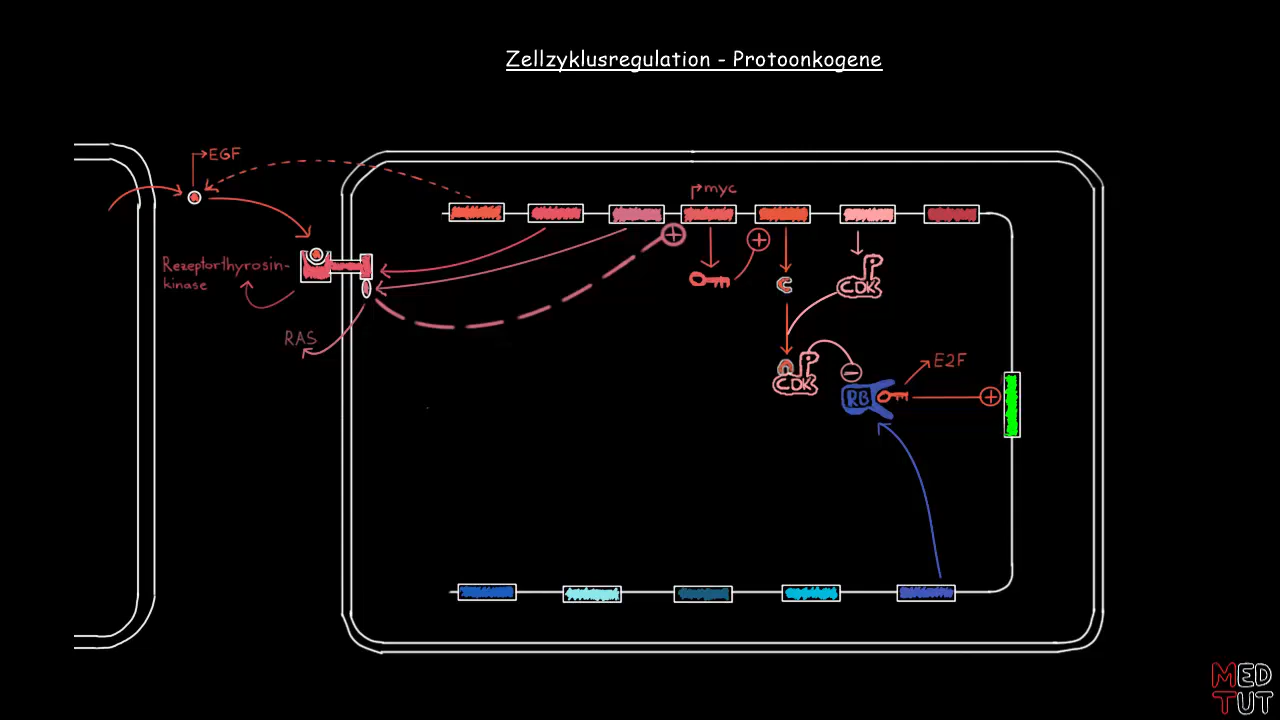 Zellzyklusregulation - Protoonkogene
EGF
myc
Rezeptorthyrosin-
kinase
RAS
C
P
CDK
P
CDK
E2F
RB
MED
TUT